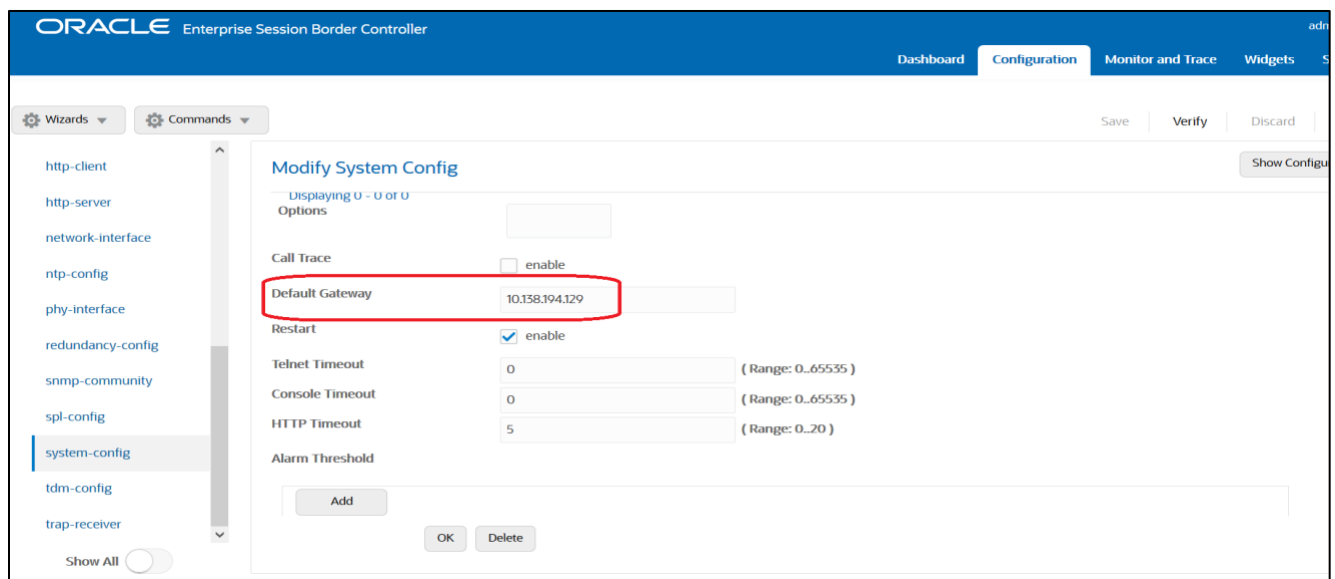 ORACLE Enterprise Session Border Controller
Dashboard Configuration Monitor and Trace Widgets
Wizards Commands Save Verify Discard
http-client
http-server
network-interface
ntp-config
phy-interface
redundancy-config
snmp-community
spl-config
system-config
tdm-config
trap-receiver
Show All
Modify System Config
Show Configu
Displaying 0 - 0 of 0
Options
Call Trace enable
Default Gateway 10.138.194.129
Restart enable
Telnet Timeout 0 ( Range: 0..65535 )
Console Timeout 0 ( Range: 0..65535 )
HTTP Timeout 5 ( Range: 0..20 )
Alarm Threshold
Add
OK Delete